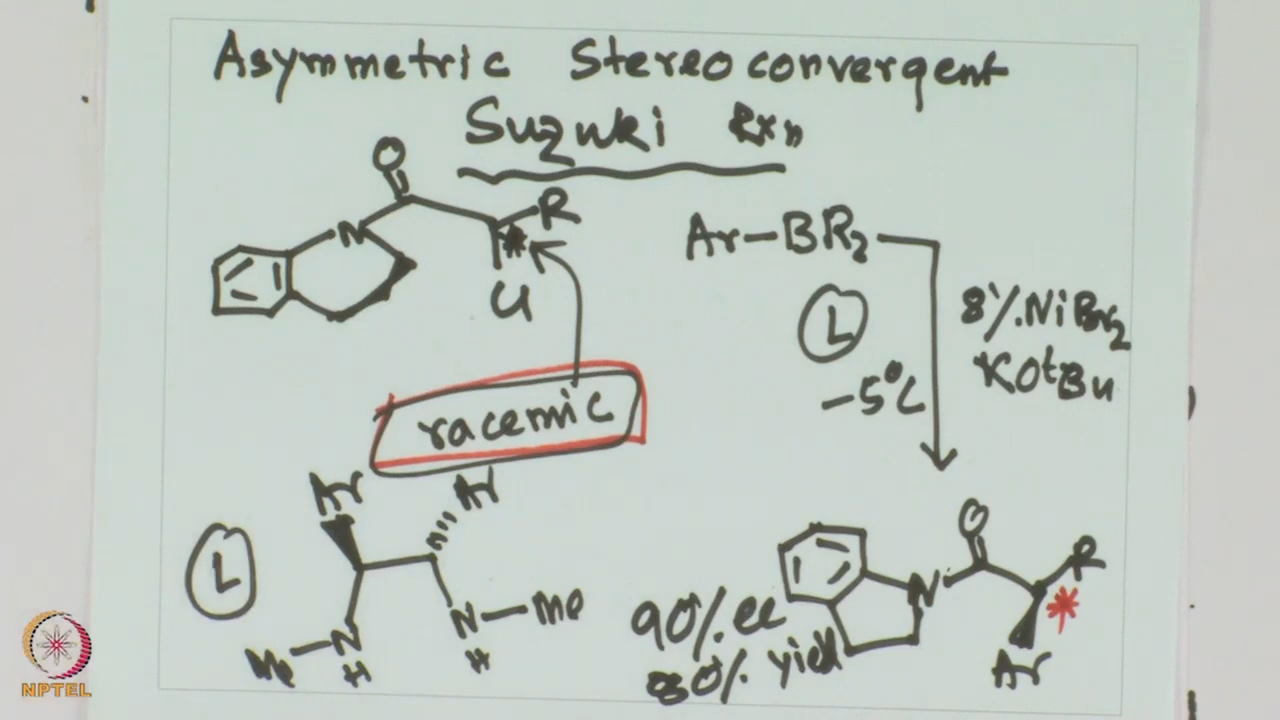 Asymmetric Stereoconvergent
Suzuki Rxn
O
N
R
*
Cl
Ar-BR2
L
8%.NiBr2
KOtBu
-5°C
racemic
L
Ar
Ar
Me-N
H
N-Me
H
90%.ee
80% yield
O
N
R
*
Ar
NPTEL